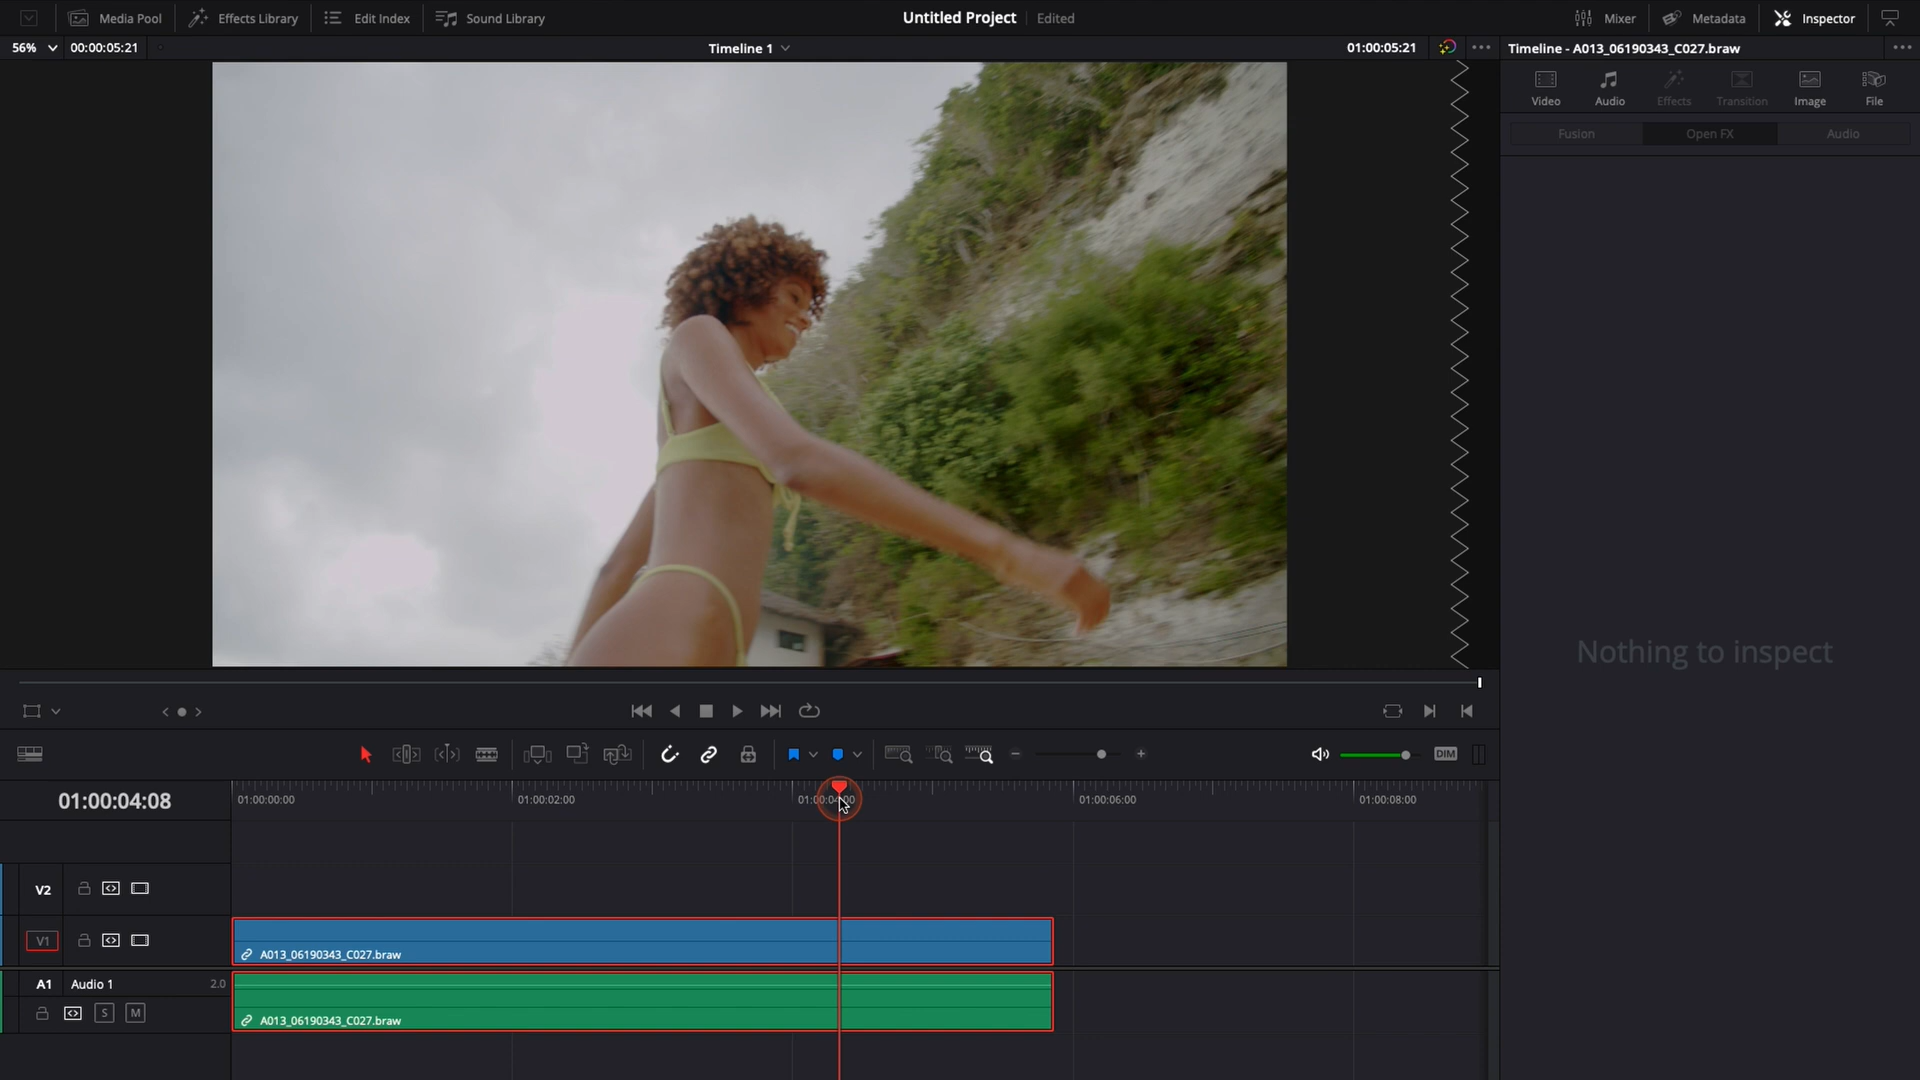 Media Pool
Effects Library
Edit Index
Sound Library
Untitled Project
Edited
Mixer
Metadata
Inspector
56%
00:00:05:21
Timeline 1
01:00:05:21
Timeline - A013_06190343_C027.braw
Video
Audio
Effects
Transition
Image
File
Fusion
Open FX
Audio
Nothing to inspect
DIM
01:00:04:08
01:00:00:00
01:00:02:00
01:00:04:00
01:00:06:00
01:00:08:00
V2
V1
A013_06190343_C027.braw
A1 Audio 1 2.0
S M
A013_06190343_C027.braw